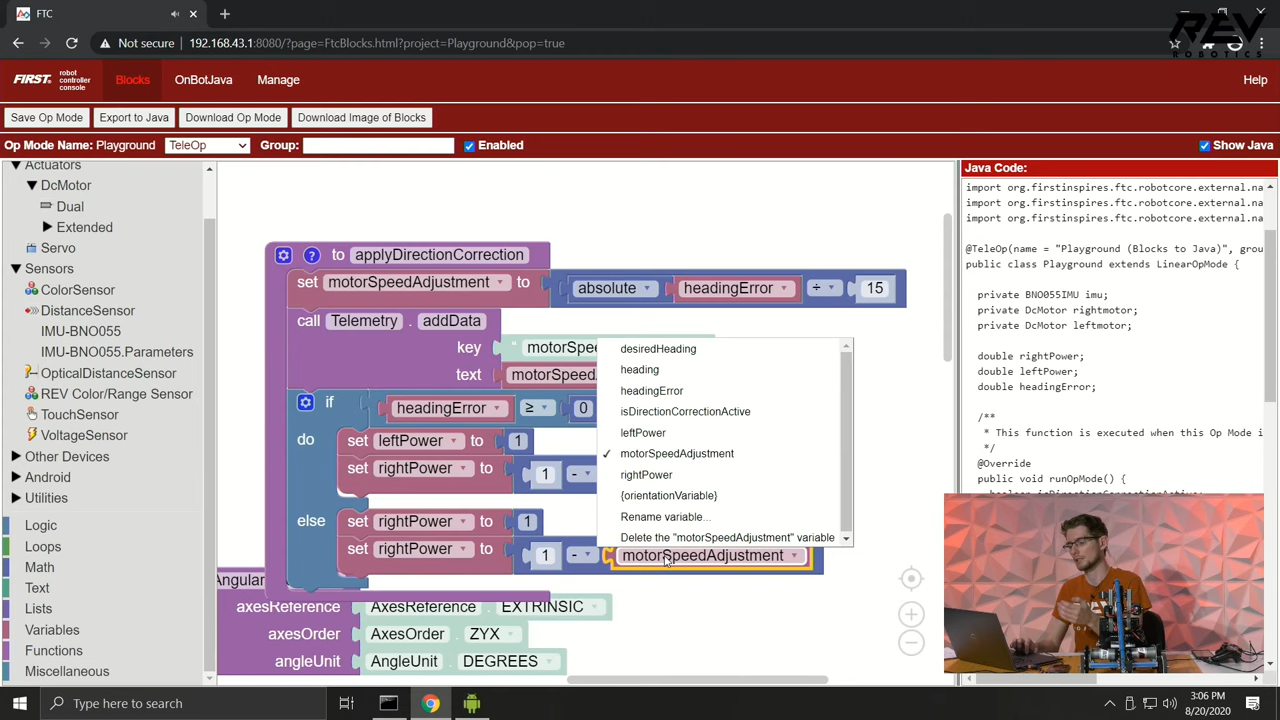 FTC
Not secure
192.168.43.1:8080/?page=FtcBlocks.html?project=Playground&pop=true
REV
ROBOTICS
FIRST. robot controller console
Blocks
OnBotJava
Manage
Help
Save Op Mode
Export to Java
Download Op Mode
Download Image of Blocks
Op Mode Name: Playground
TeleOp
Group:
Enabled
Show Java
Actuators
DcMotor
Dual
Extended
Servo
Sensors
ColorSensor
DistanceSensor
IMU-BNO055
IMU-BNO055.Parameters
OpticalDistanceSensor
REV Color/Range Sensor
TouchSensor
VoltageSensor
Other Devices
Android
Utilities
Logic
Loops
Math
Text
Lists
Variables
Functions
Miscellaneous
? to applyDirectionCorrection
set motorSpeedAdjustment to absolute headingError ÷ 15
call Telemetry . addData
key “ motorSpee
text motorSpeed
if headingError ≥ 0
do set leftPower to 1
set rightPower to 1 -
else set rightPower to 1
set rightPower to 1 - motorSpeedAdjustment
desiredHeading
heading
headingError
isDirectionCorrectionActive
leftPower
✓ motorSpeedAdjustment
rightPower
{orientationVariable}
Rename variable...
Delete the "motorSpeedAdjustment" variable
Angular
axesReference AxesReference . EXTRINSIC
axesOrder AxesOrder . ZYX
angleUnit AngleUnit . DEGREES
Java Code:
import org.firstinspires.ftc.robotcore.external.na
import org.firstinspires.ftc.robotcore.external.na
import org.firstinspires.ftc.robotcore.external.na
@TeleOp(name = "Playground (Blocks to Java)", grou
public class Playground extends LinearOpMode {
private BNO055IMU imu;
private DcMotor rightmotor;
private DcMotor leftmotor;
double rightPower;
double leftPower;
double headingError;
/**
* This function is executed when this Op Mode i
*/
@Override
public void runOpMode() {
Type here to search
3:06 PM
8/20/2020